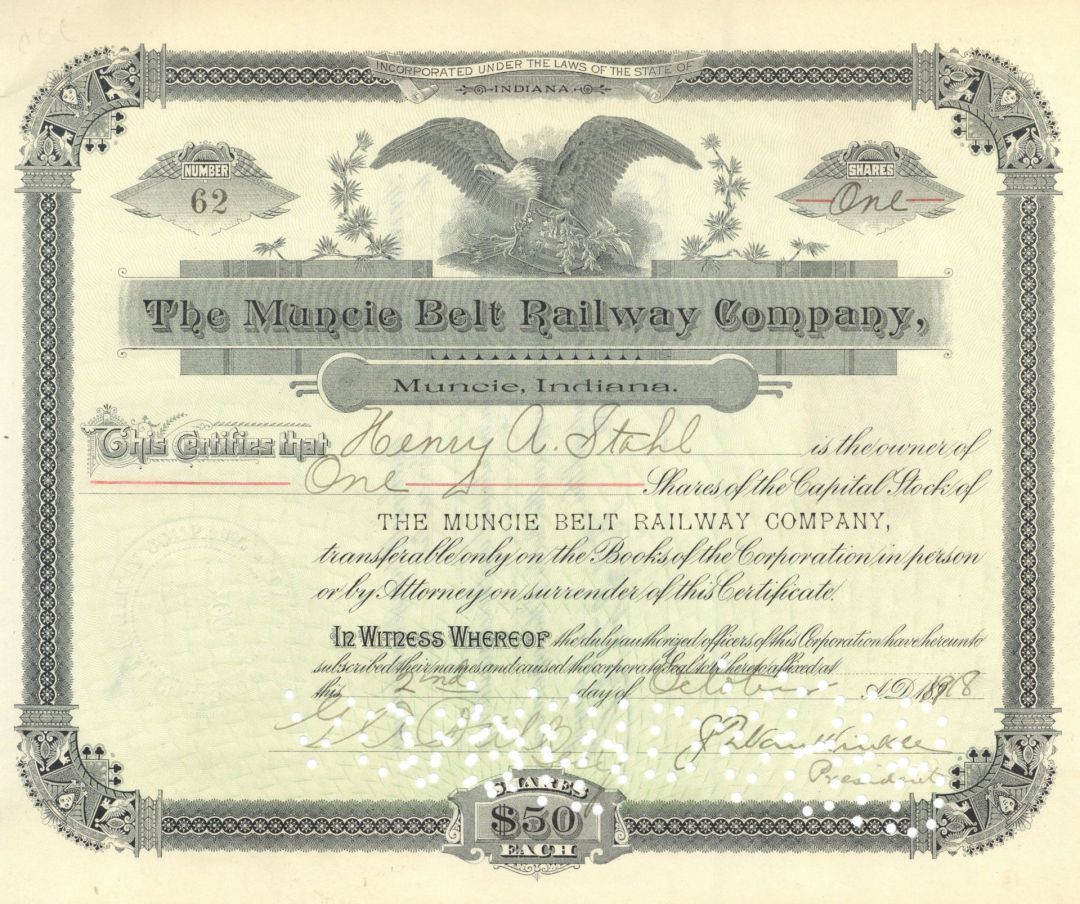 INCORPORATED UNDER THE LAWS OF THE STATE OF
INDIANA.
NUMBER
62
SHARES
One
The Muncie Belt Railway Company,
Muncie, Indiana.
This Certifies that Henry A. Stahl is the owner of
One Shares of the Capital Stock of
THE MUNCIE BELT RAILWAY COMPANY,
transferable only on the Books of the Corporation in person
or by Attorney on surrender of this Certificate.
IN WITNESS WHEREOF the duly authorized officers of this Corporation have hereunto
subscribed their names and caused the corporate Seal to be hereto affixed at
this 2nd day of October A.D. 1918
President
SHARES
$50
EACH